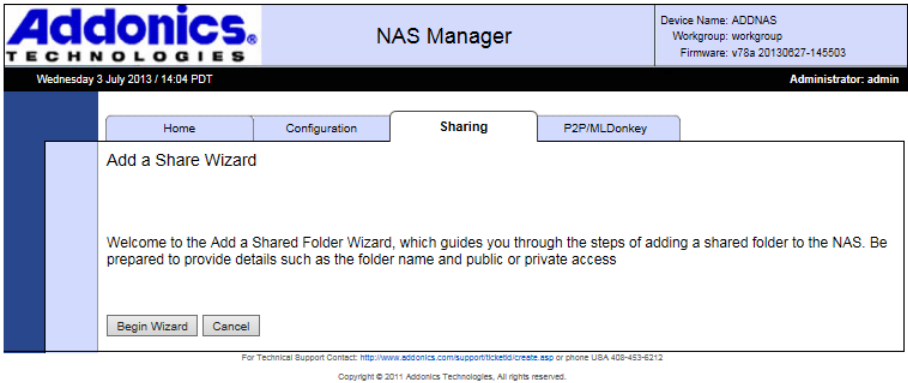 Addonics®
TECHNOLOGIES
NAS Manager
Device Name: ADDNAS
Workgroup: workgroup
Firmware: v78a 20130627-145503
Wednesday 3 July 2013 / 14:04 PDT
Administrator: admin
Home
Configuration
Sharing
P2P/MLDonkey
Add a Share Wizard
Welcome to the Add a Shared Folder Wizard, which guides you through the steps of adding a shared folder to the NAS. Be
prepared to provide details such as the folder name and public or private access
Begin Wizard
Cancel
For Technical Support Contact: http://www.addonics.com/support/ticketid/create.asp or phone USA 408-453-6212
Copyright © 2011 Addonics Technologies, All rights reserved.